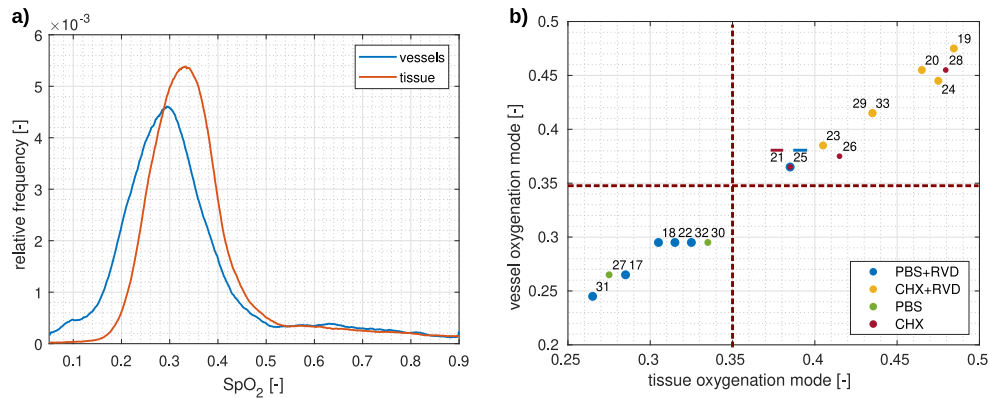 a)
×10⁻³
6
5
4
3
2
1
0
0.1 0.2 0.3 0.4 0.5 0.6 0.7 0.8 0.9
SpO₂ [-]
relative frequency [-]
vessels
tissue
b)
0.5
0.45
0.4
0.35
0.3
0.25
0.2
0.25 0.3 0.35 0.4 0.45 0.5
tissue oxygenation mode [-]
vessel oxygenation mode [-]
19
20 28
24
29 33
23
26
21 25
18 22 32 30
27 17
31
PBS+RVD
CHX+RVD
PBS
CHX